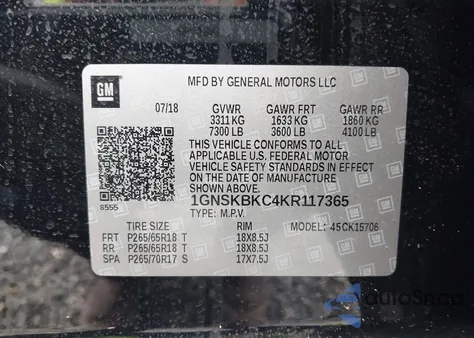 MFD BY GENERAL MOTORS LLC
GM
07/18 GVWR GAWR FRT GAWR RR
3311 KG 1633 KG 1860 KG
7300 LB 3600 LB 4100 LB
THIS VEHICLE CONFORMS TO ALL
APPLICABLE U.S. FEDERAL MOTOR
VEHICLE SAFETY STANDARDS IN EFFECT
ON THE DATE OF MANUFACTURE
SHOWN ABOVE.
8555
1GNSKBKC4KR117365
TYPE: M.P.V.
TIRE SIZE RIM MODEL: 45CK15706
FRT P265/65R18 T 18X8.5J
RR P265/65R18 T 18X8.5J
SPA P265/70R17 S 17X7.5J
AutoSnap